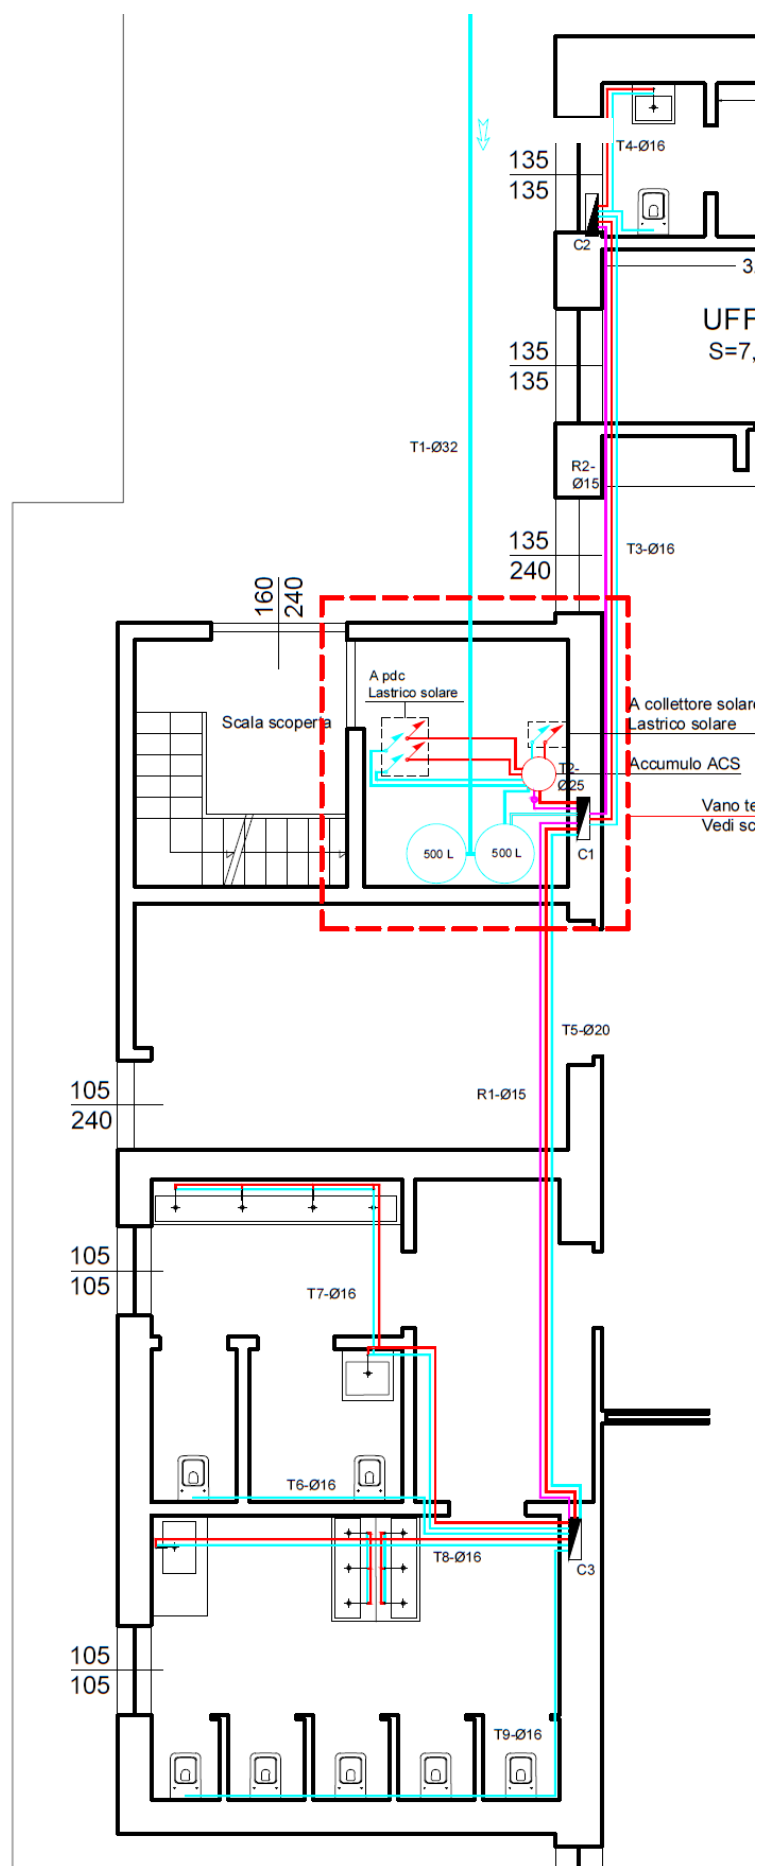 T4-Ø16
135
135
C2
3.
UFF
S=7,
135
135
T1-Ø32
R2-
Ø15
135
240
T3-Ø16
160
240
A pdc
Lastrico solare
Scala scoperta
A collettore solare
Lastrico solare
T2-
Ø25
Accumulo ACS
Vano te
Vedi sc
500 L
500 L
C1
T5-Ø20
R1-Ø15
105
240
105
105
T7-Ø16
T6-Ø16
T8-Ø16
C3
105
105
T9-Ø16